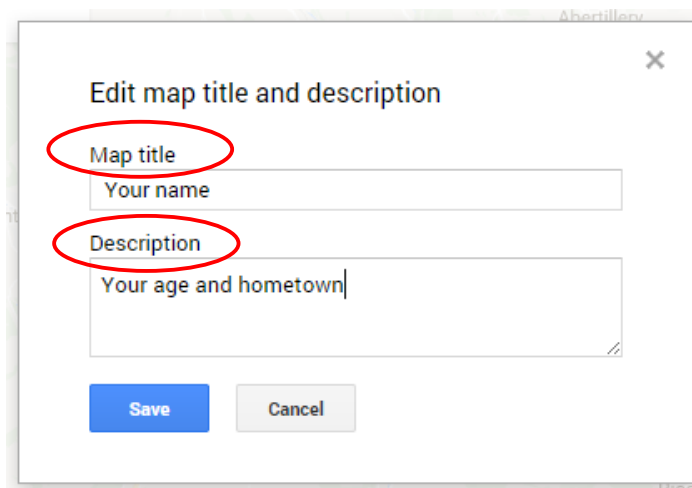 Abertillery
Edit map title and description
Map title
Your name
Description
Your age and hometown
Save
Cancel